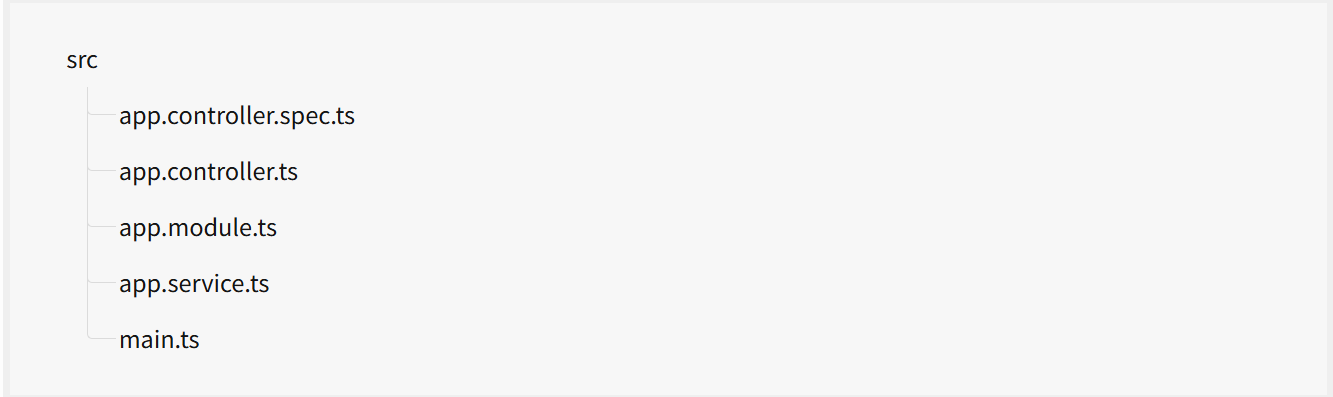 src
app.controller.spec.ts
app.controller.ts
app.module.ts
app.service.ts
main.ts